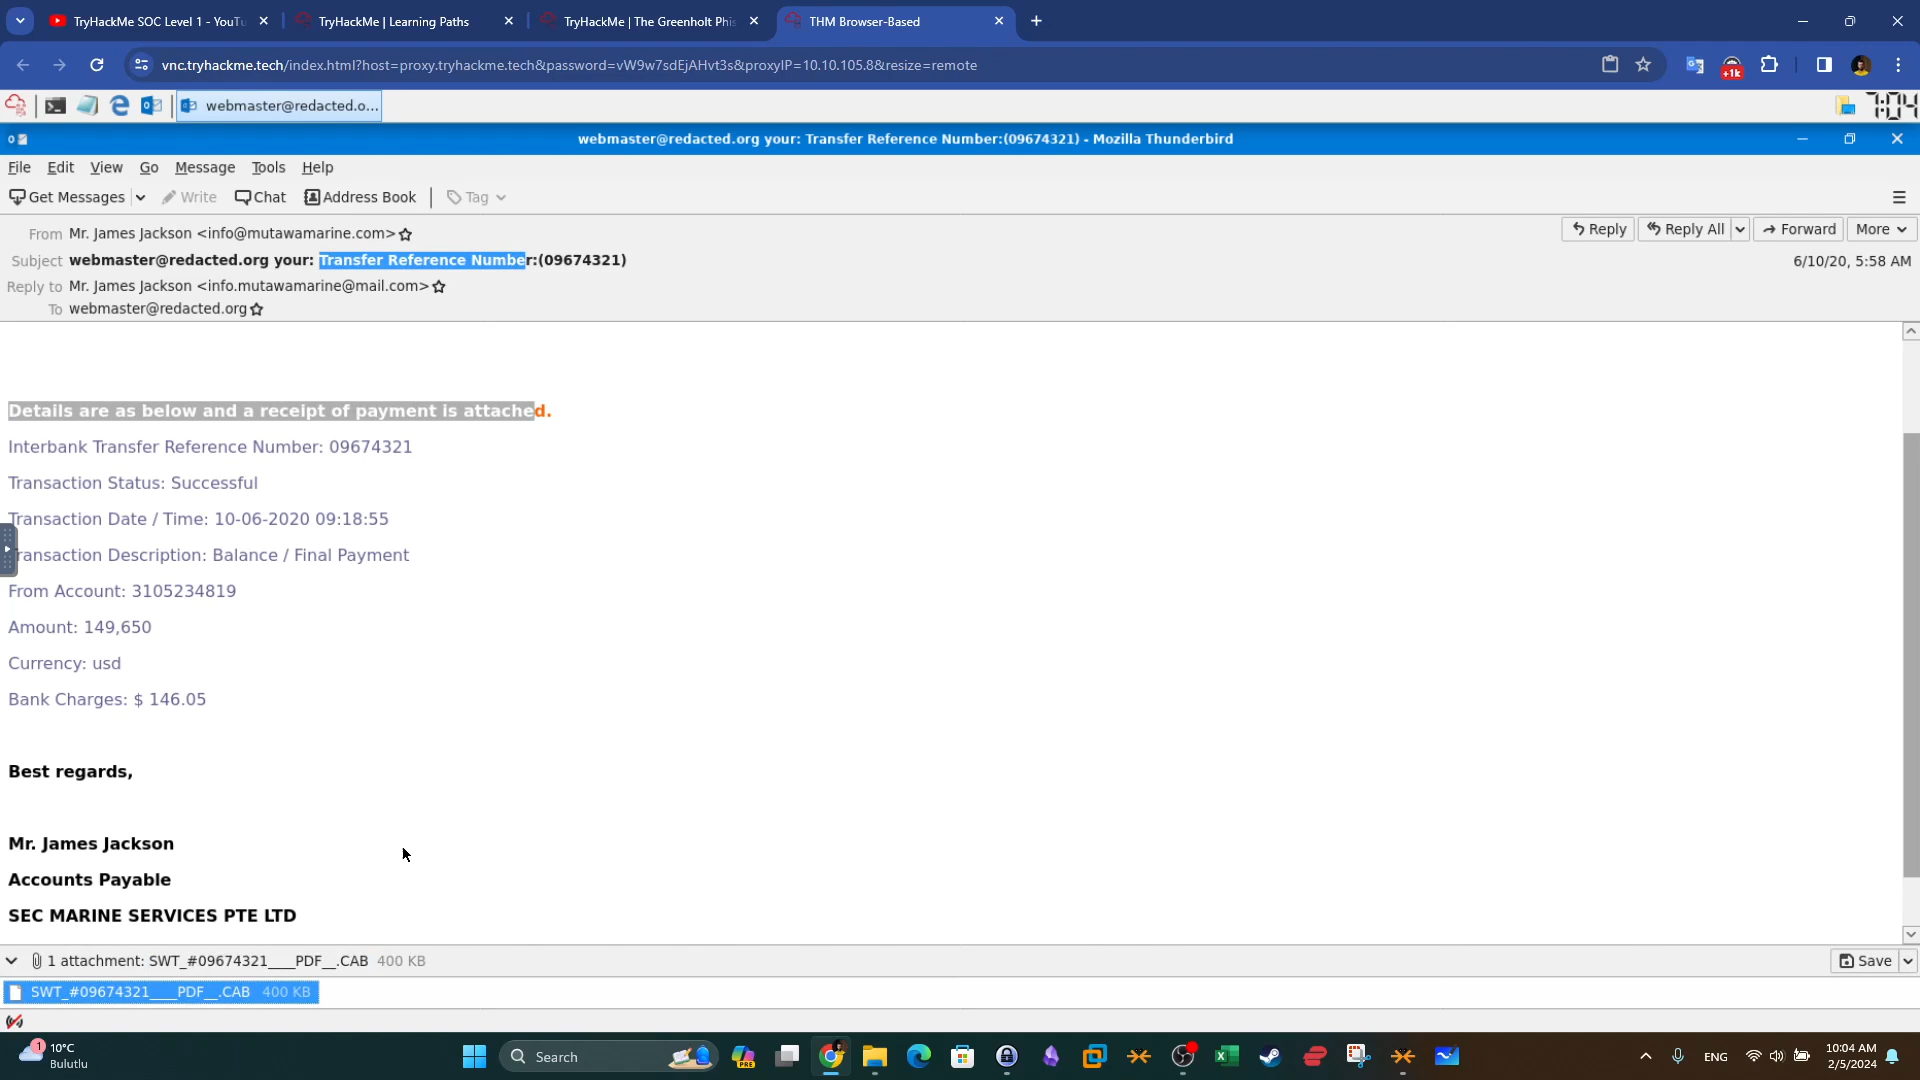 TryHackMe SOC Level 1 - YouTu
TryHackMe | Learning Paths
TryHackMe | The Greenholt Phis
THM Browser-Based
vnc.tryhackme.tech/index.html?host=proxy.tryhackme.tech&password=vW9w7sdEjAHvt3s&proxyIP=10.10.105.8&resize=remote
+1k
webmaster@redacted.o...
7:04
webmaster@redacted.org your: Transfer Reference Number:(09674321) - Mozilla Thunderbird
File Edit View Go Message Tools Help
Get Messages Write Chat Address Book Tag
From Mr. James Jackson <info@mutawamarine.com>
Reply Reply All Forward More
Subject webmaster@redacted.org your: Transfer Reference Number:(09674321)
6/10/20, 5:58 AM
Reply to Mr. James Jackson <info.mutawamarine@mail.com>
To webmaster@redacted.org
Details are as below and a receipt of payment is attached.
Interbank Transfer Reference Number: 09674321
Transaction Status: Successful
Transaction Date / Time: 10-06-2020 09:18:55
ransaction Description: Balance / Final Payment
From Account: 3105234819
Amount: 149,650
Currency: usd
Bank Charges: $ 146.05
Best regards,
Mr. James Jackson
Accounts Payable
SEC MARINE SERVICES PTE LTD
1 attachment: SWT_#09674321____PDF__.CAB 400 KB
Save
SWT_#09674321____PDF__.CAB 400 KB
1
10°C
Bulutlu
Search
PRE
ENG
10:04 AM
2/5/2024